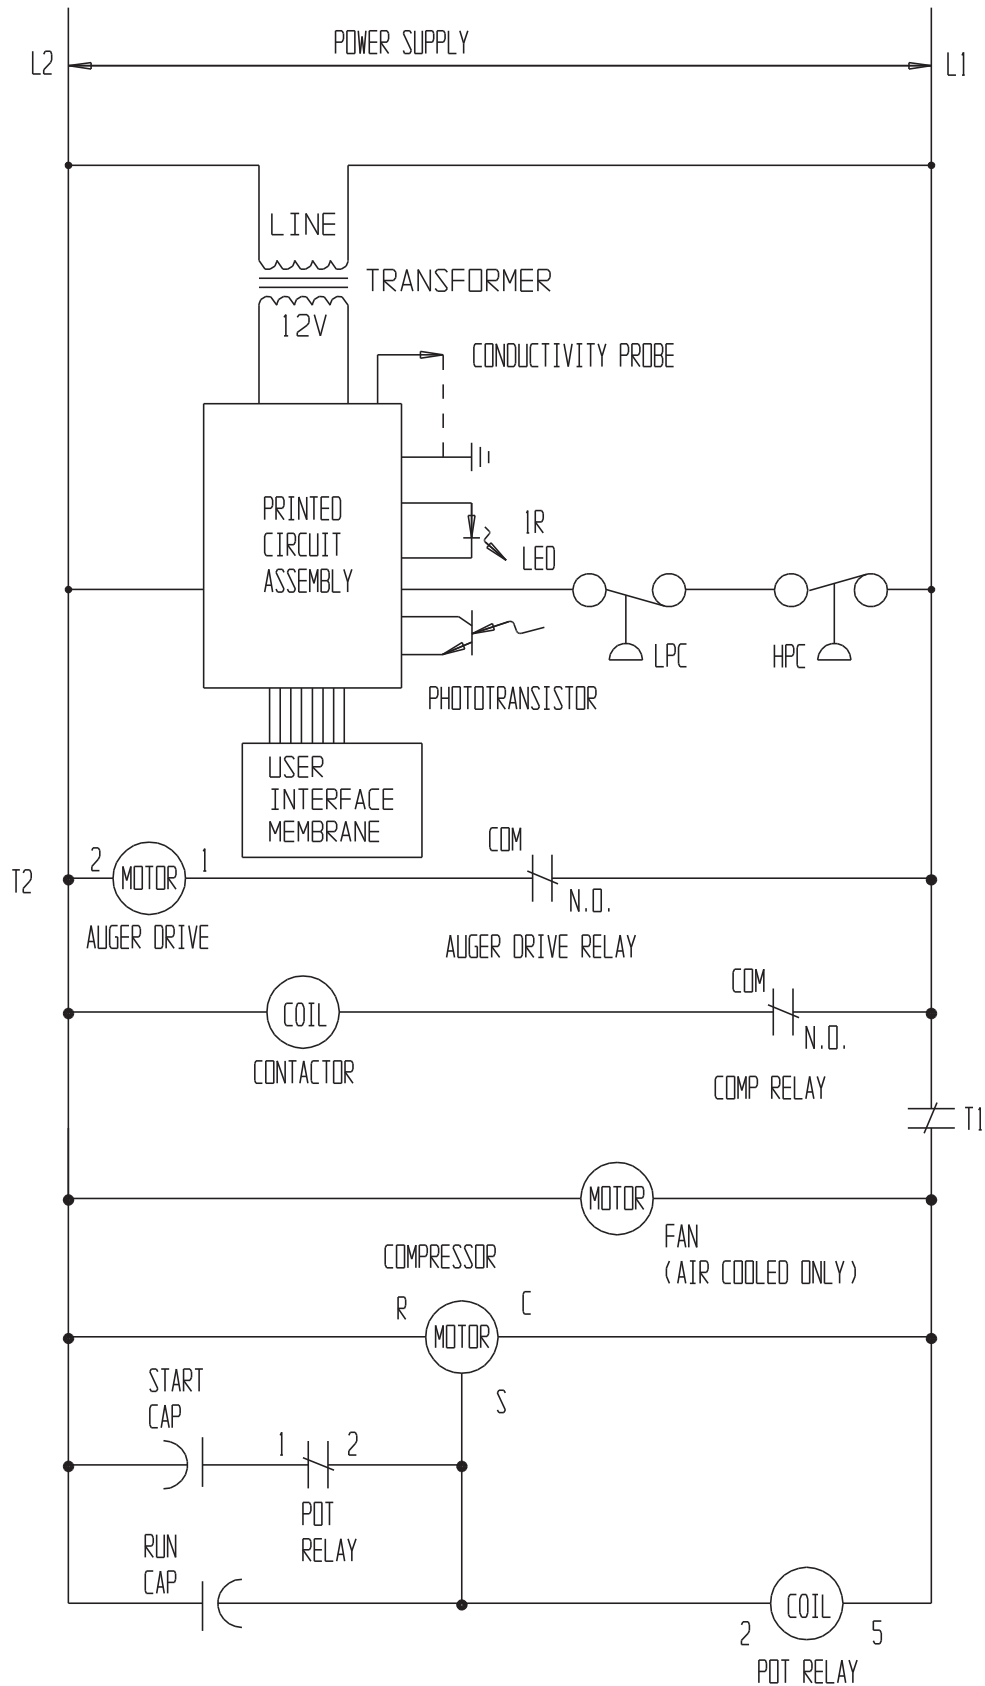 POWER SUPPLY
L2
L1
LINE
TRANSFORMER
12V
CONDUCTIVITY PROBE
PRINTED
CIRCUIT
ASSEMBLY
1R
LED
LPC
HPC
PHOTOTRANSISTOR
USER
INTERFACE
MEMBRANE
COM
2
1
T2
MOTOR
N.O.
AUGER DRIVE
AUGER DRIVE RELAY
COM
COIL
N.O.
CONTACTOR
COMP RELAY
T1
MOTOR
FAN
(AIR COOLED ONLY)
COMPRESSOR
R
C
MOTOR
S
START
CAP
1
2
POT
RELAY
RUN
CAP
COIL
2
5
POT RELAY